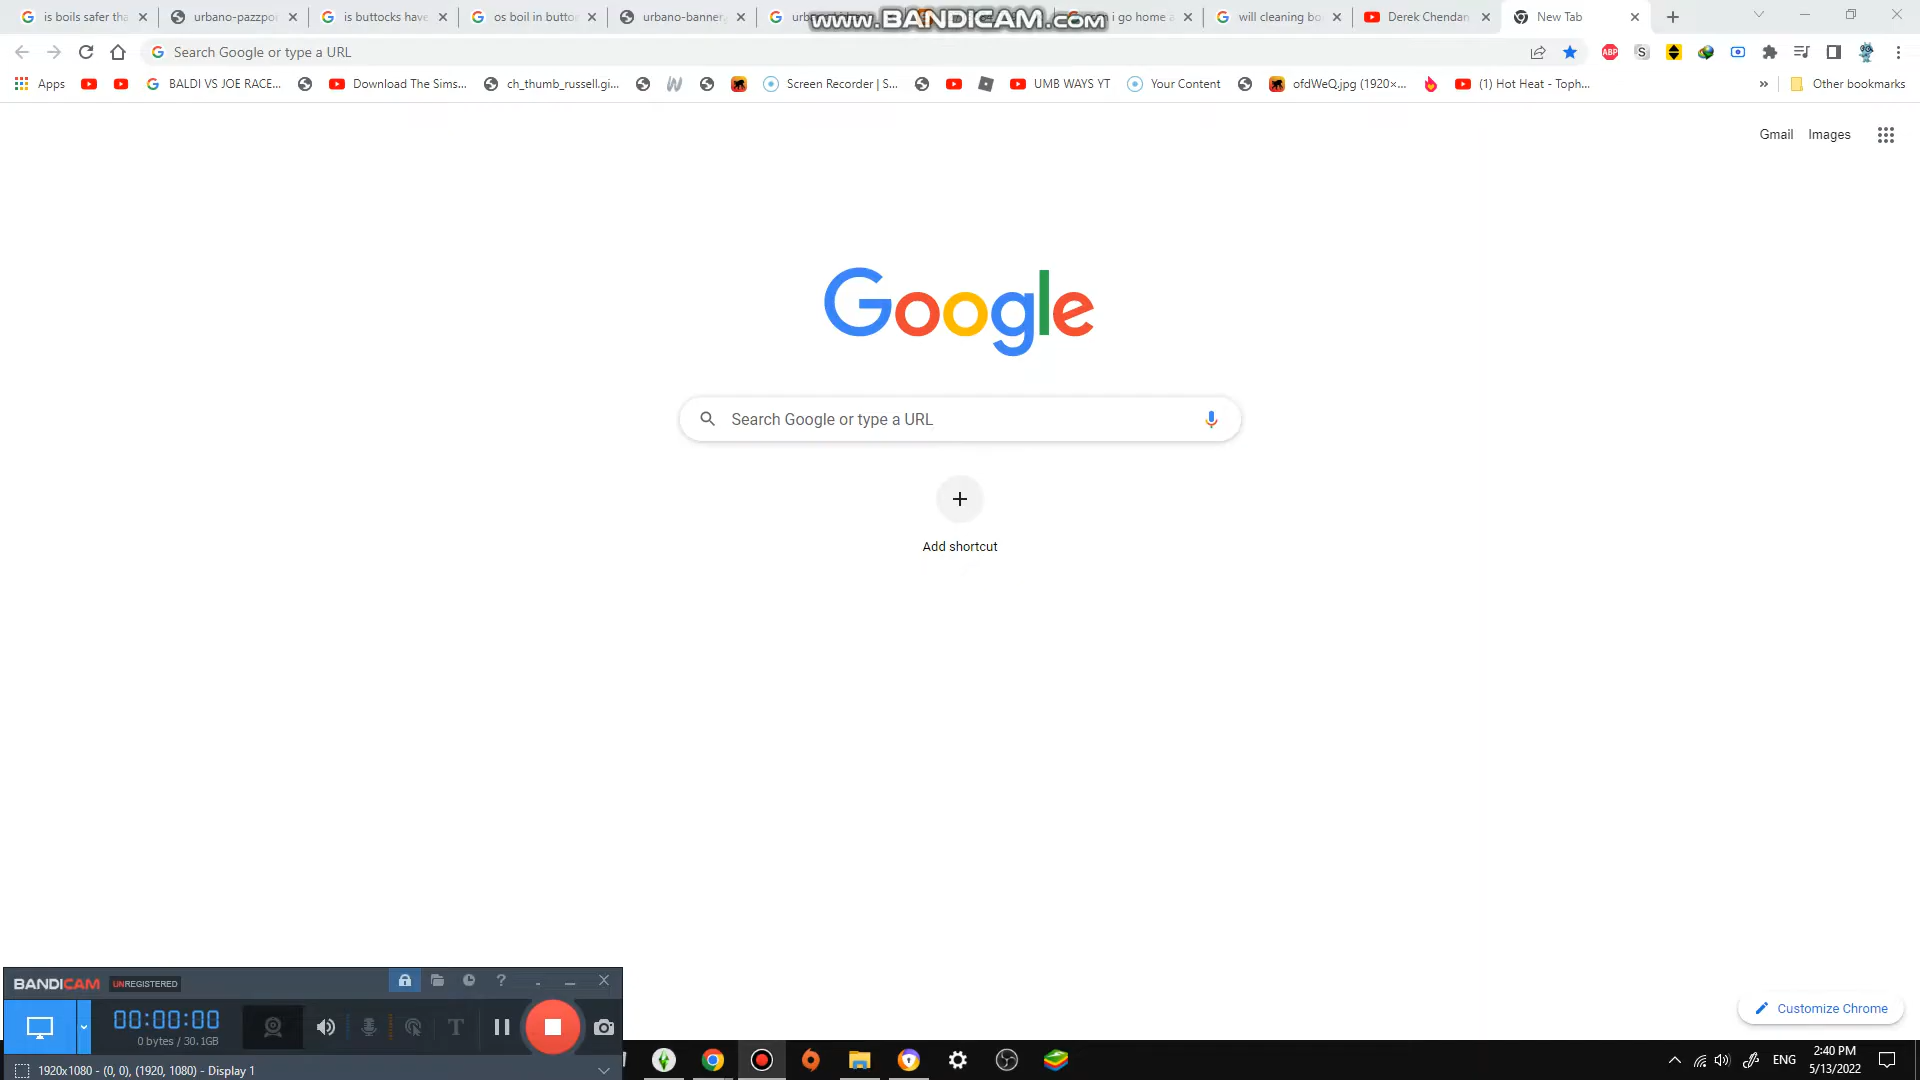 is boils safer tha
urbano-pazzpo
is buttocks have
os boil in butto
urbano-banner
urb
www.BANDICAM.com
i go home a
will cleaning bo
Derek Chendan
New Tab
Search Google or type a URL
Apps
BALDI VS JOE RACE...
Download The Sims...
ch_thumb_russell.gi...
Screen Recorder | S...
UMB WAYS YT
Your Content
ofdWeQ.jpg (1920×...
(1) Hot Heat - Toph...
»
Other bookmarks
Gmail
Images
Google
Search Google or type a URL
Add shortcut
Customize Chrome
BANDICAM
UNREGISTERED
00:00:00
0 bytes / 30.1GB
1920x1080 - (0, 0), (1920, 1080) - Display 1
ENG
2:40 PM
5/13/2022